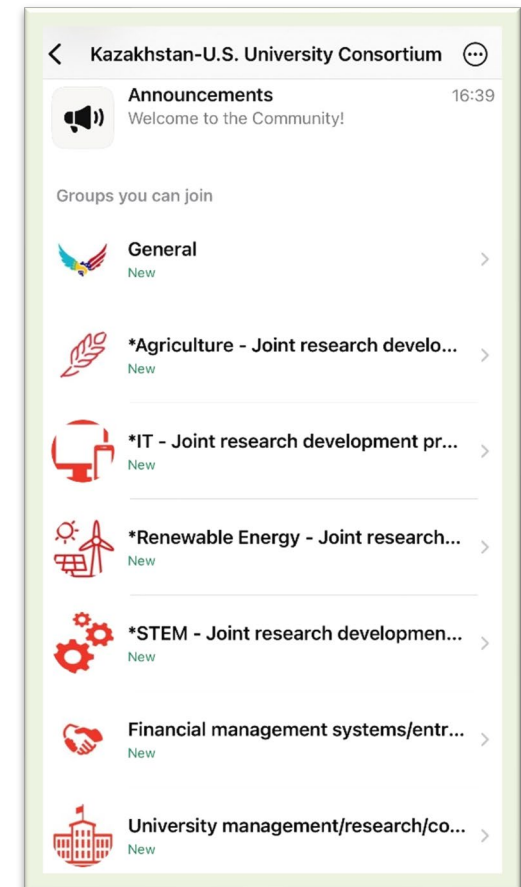 Kazakhstan-U.S. University Consortium
Announcements 16:39
Welcome to the Community!
Groups you can join
General
New
*Agriculture - Joint research develo...
New
*IT - Joint research development pr...
New
*Renewable Energy - Joint research...
New
*STEM - Joint research developmen...
New
Financial management systems/entr...
New
University management/research/co...
New